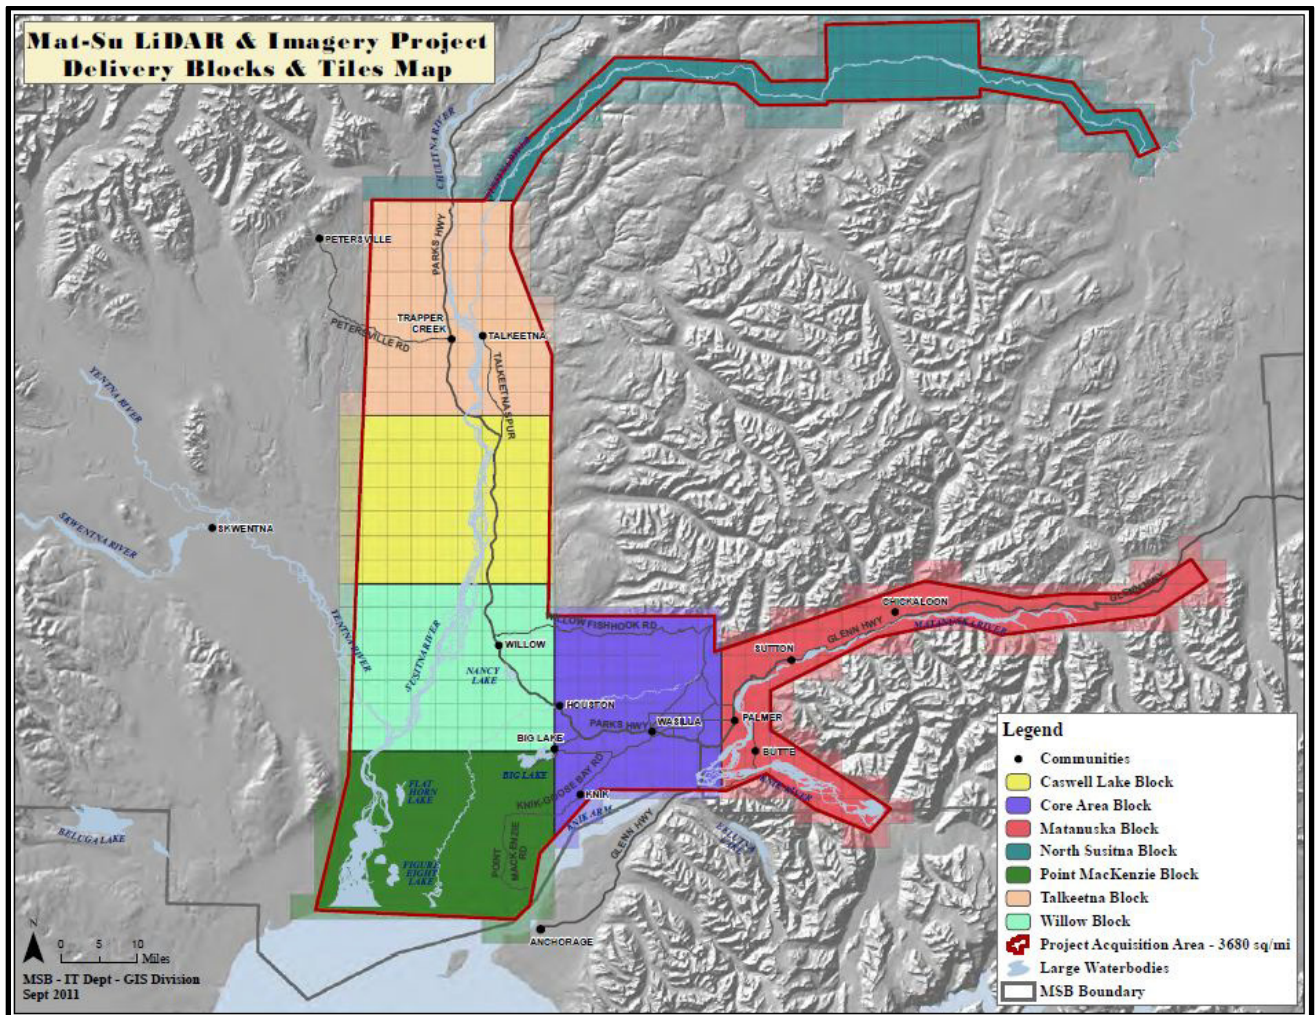 Mat-Su LiDAR & Imagery Project
Delivery Blocks & Tiles Map
CHULITNA RIVER
PETERSVILLE
PARKS HWY
TRAPPER
CREEK
TALKEETNA
PETERSVILLE RD
TALKEETNA SPUR
YENTNA RIVER
SKWENTNA
SKWENTNA RIVER
YENTNA RIVER
SUSITNA RIVER
WILLOW FISHHOOK RD
WILLOW
NANCY
LAKE
HOUSTON
PARKS HWY
WASILLA
BIG LAKE
BIG LAKE
KNIK-GOOSE BAY RD
KNIK
KNIK ARM
CHICKALOON
GLENN HWY
GLENN HWY
MATANUSKA RIVER
SUTTON
PALMER
BUTTE
KNIK RIVER
FLAT
HORN
LAKE
FIGURE
EIGHT
LAKE
POINT
MACKENZIE
RD
GLENN HWY
EKLUTNA
LAKE
BELUGA LAKE
ANCHORAGE
N
0 5 10
Miles
MSB - IT Dept - GIS Division
Sept 2011
Legend
Communities
Caswell Lake Block
Core Area Block
Matanuska Block
North Susitna Block
Point MacKenzie Block
Talkeetna Block
Willow Block
Project Acquisition Area - 3680 sq/mi
Large Waterbodies
MSB Boundary